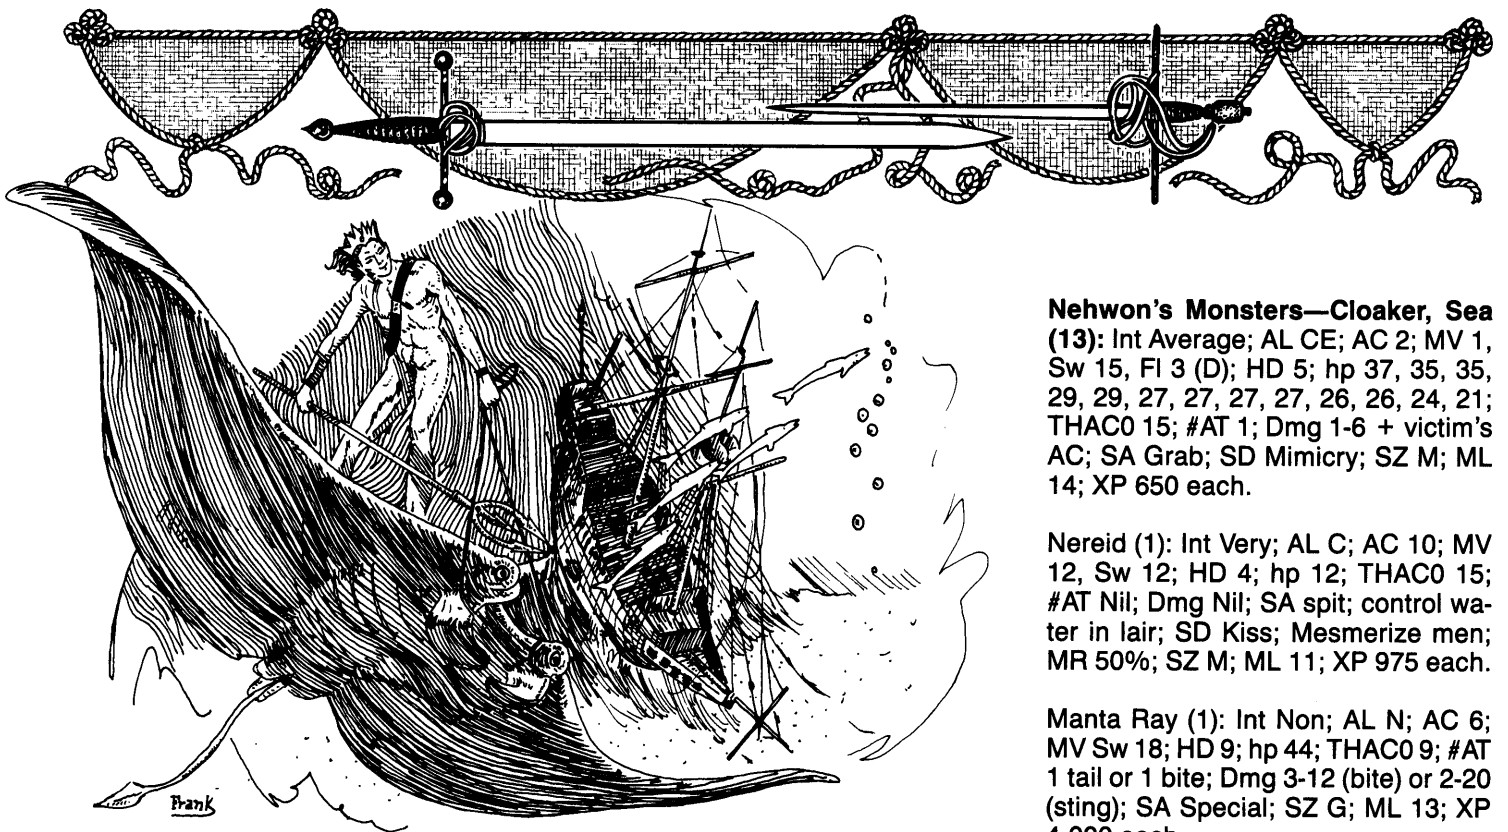 Nehwon's Monsters—Cloaker, Sea
(13): Int Average; AL CE; AC 2; MV 1,
Sw 15, Fl 3 (D); HD 5; hp 37, 35, 35,
29, 29, 27, 27, 27, 27, 26, 26, 24, 21;
THAC0 15; #AT 1; Dmg 1-6 + victim's
AC; SA Grab; SD Mimicry; SZ M; ML
14; XP 650 each.
Nereid (1): Int Very; AL C; AC 10; MV
12, Sw 12; HD 4; hp 12; THAC0 15;
#AT Nil; Dmg Nil; SA spit; control wa-
ter in lair; SD Kiss; Mesmerize men;
MR 50%; SZ M; ML 11; XP 975 each.
Manta Ray (1): Int Non; AL N; AC 6;
MV Sw 18; HD 9; hp 44; THAC0 9; #AT
1 tail or 1 bite; Dmg 3-12 (bite) or 2-20
(sting); SA Special; SZ G; ML 13; XP
Frank